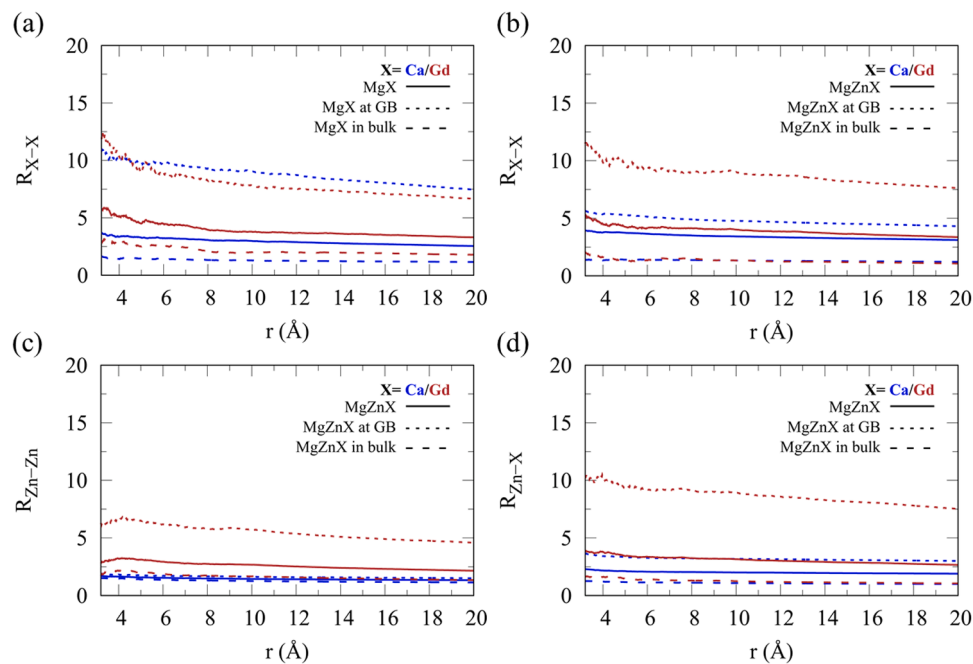 (a)
20
15
10
5
0
R X−X
X= Ca/Gd
MgX
MgX at GB
MgX in bulk
4 6 8 10 12 14 16 18 20
r (Å)
(b)
20
15
10
5
0
R X−X
X= Ca/Gd
MgZnX
MgZnX at GB
MgZnX in bulk
4 6 8 10 12 14 16 18 20
r (Å)
(c)
20
15
10
5
0
R Zn−Zn
X= Ca/Gd
MgZnX
MgZnX at GB
MgZnX in bulk
4 6 8 10 12 14 16 18 20
r (Å)
(d)
20
15
10
5
0
R Zn−X
X= Ca/Gd
MgZnX
MgZnX at GB
MgZnX in bulk
4 6 8 10 12 14 16 18 20
r (Å)